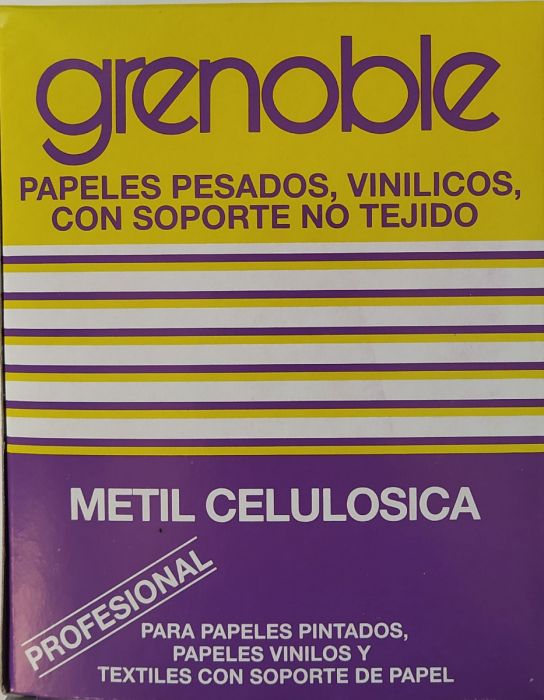 grenoble
PAPELES PESADOS, VINILICOS,
CON SOPORTE NO TEJIDO
METIL CELULOSICA
PROFESIONAL
PARA PAPELES PINTADOS,
PAPELES VINILOS Y
TEXTILES CON SOPORTE DE PAPEL